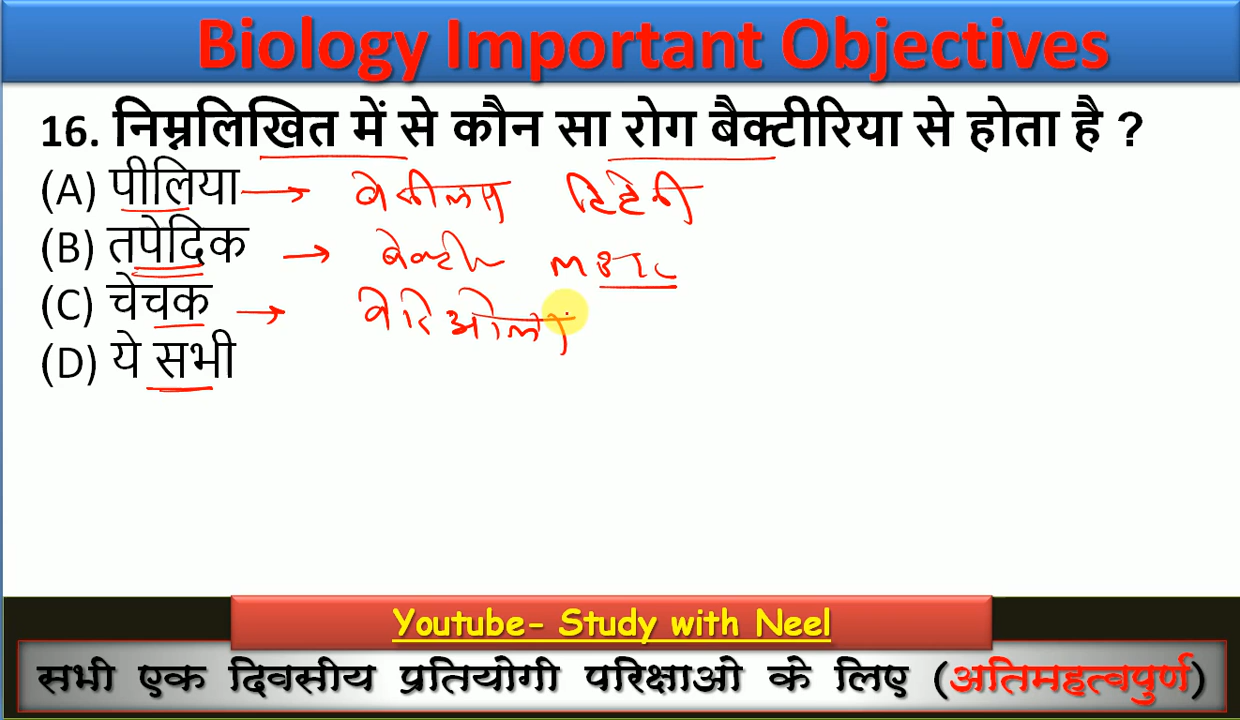 Biology Important Objectives
16. निम्नलिखित में से कौन सा रोग बैक्टीरिया से होता है ?
(A) पीलिया →
(B) तपेदिक →
(C) चेचक → वेरिओला
(D) ये सभी
Youtube- Study with Neel
सभी एक दिवसीय प्रतियोगी परिक्षाओ के लिए (अतिमहत्वपुर्ण)